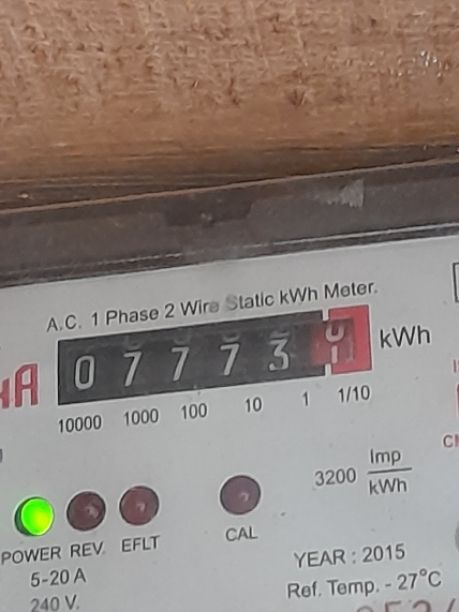 A.C. 1 Phase 2 Wire Static kWh Meter.
0 7 7 7 3 kWh
10000 1000 100 10 1 1/10
3200 Imp/kWh
POWER REV. EFLT CAL
5-20 A
240 V.
YEAR : 2015
Ref. Temp. - 27°C